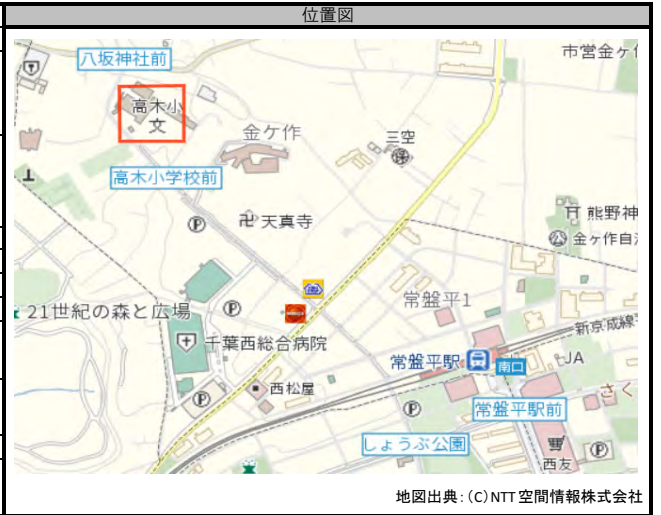 位置図
八坂神社前
市営金ケ
高木小
文
金ケ作
三空
高木小学校前
天真寺
熊野神
金ヶ作自
21世紀の森と広場
常盤平1
新京成線
千葉西総合病院
常盤平駅
南口
JA
西松屋
さく
常盤平駅前
しょうぶ公園
西友
地図出典：(C)NTT空間情報株式会社